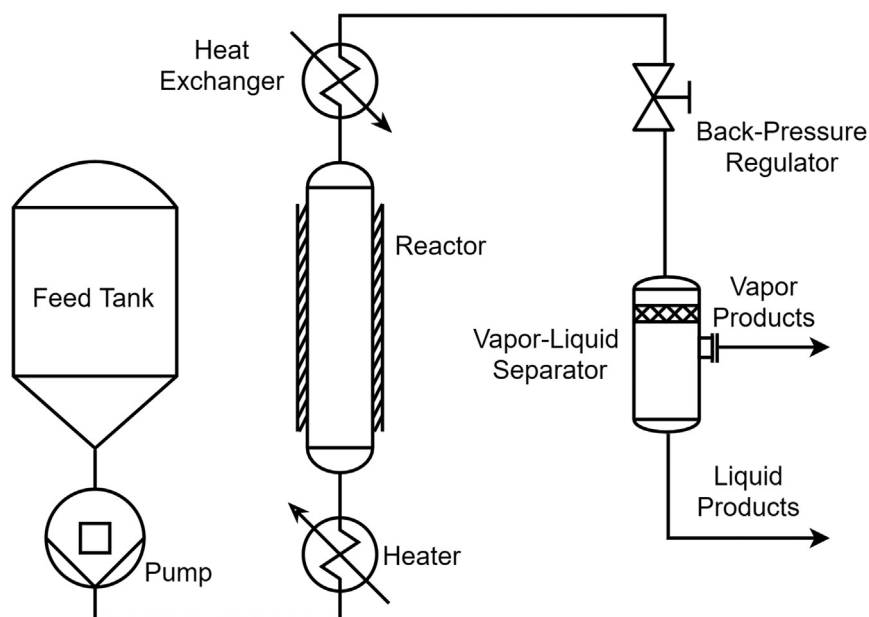 Heat
Exchanger
Back-Pressure
Regulator
Reactor
Feed Tank
Vapor
Products
Vapor-Liquid
Separator
Liquid
Products
Heater
Pump